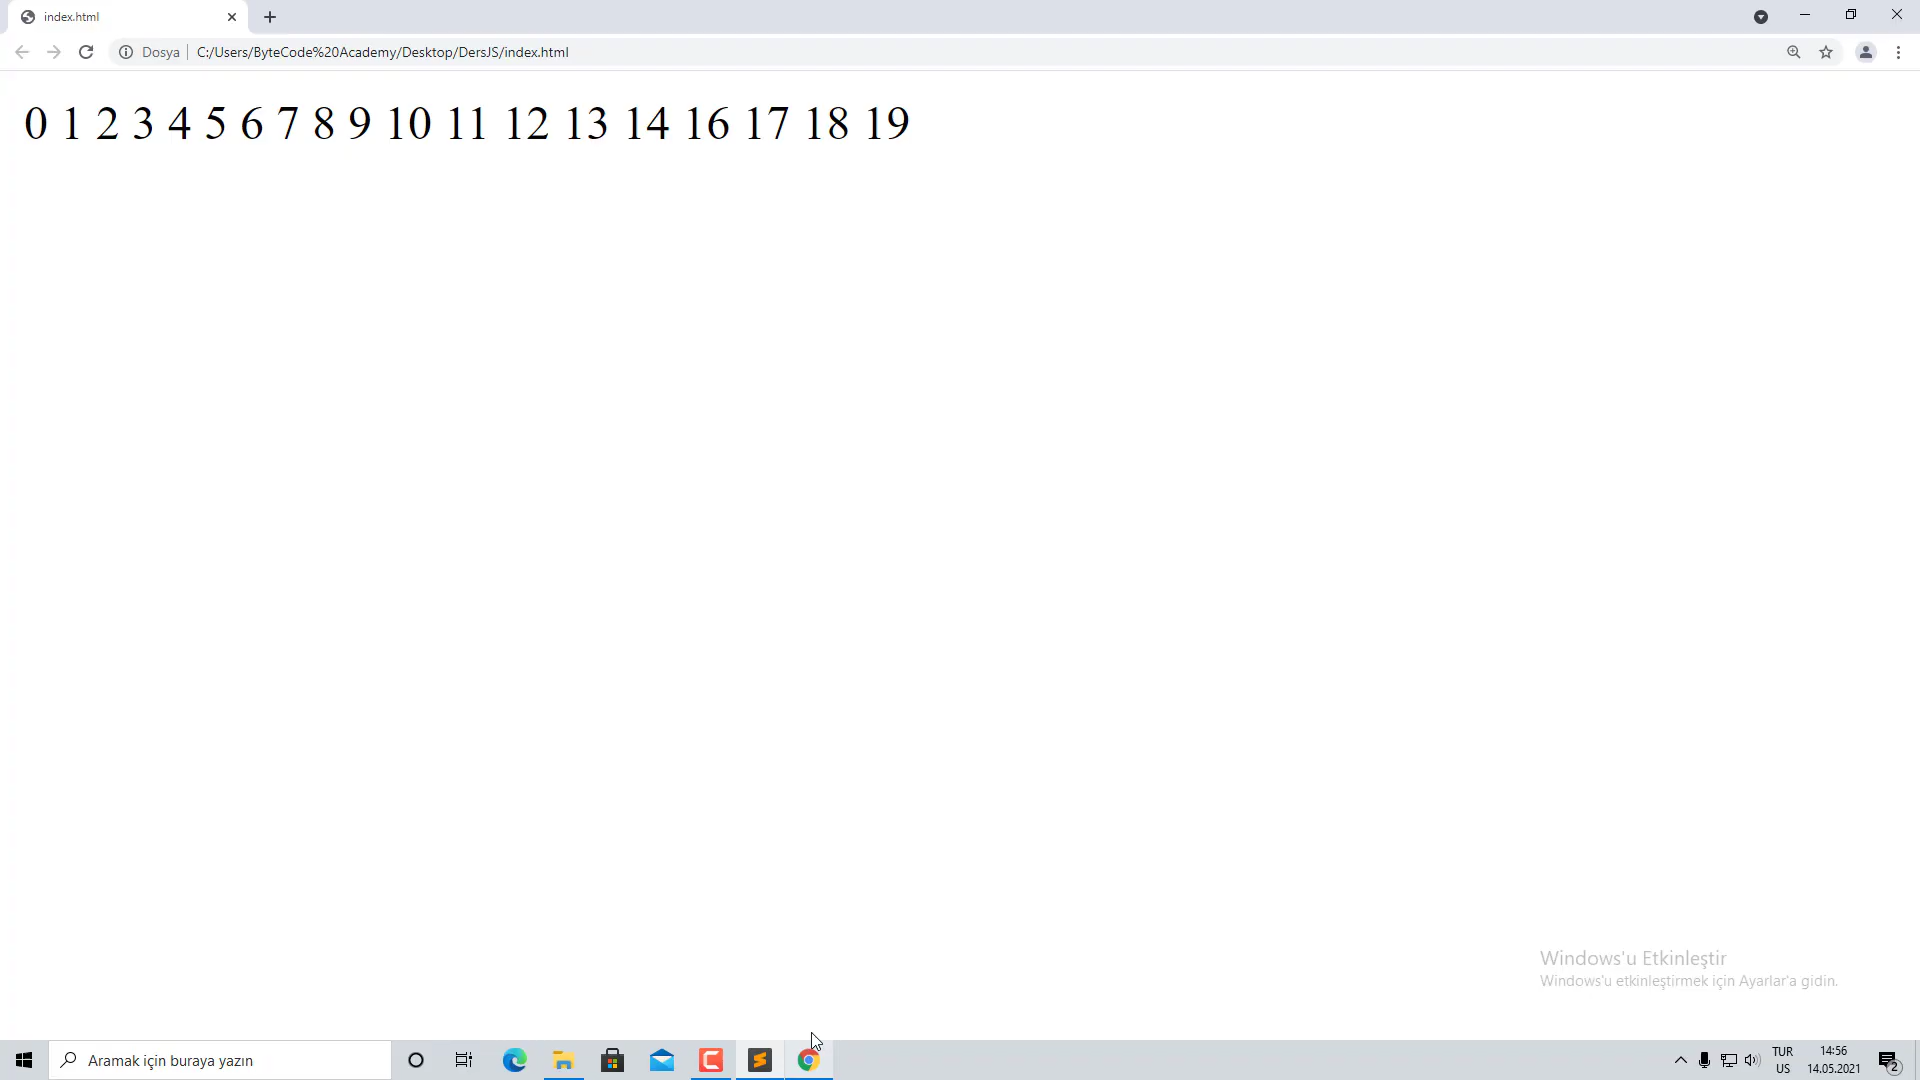 index.html
Dosya C:/Users/ByteCode%20Academy/Desktop/DersJS/index.html
0 1 2 3 4 5 6 7 8 9 10 11 12 13 14 16 17 18 19
Windows'u Etkinleştir
Windows'u etkinleştirmek için Ayarlar'a gidin.
Aramak için buraya yazın
TUR
US
14:56
14.05.2021
2